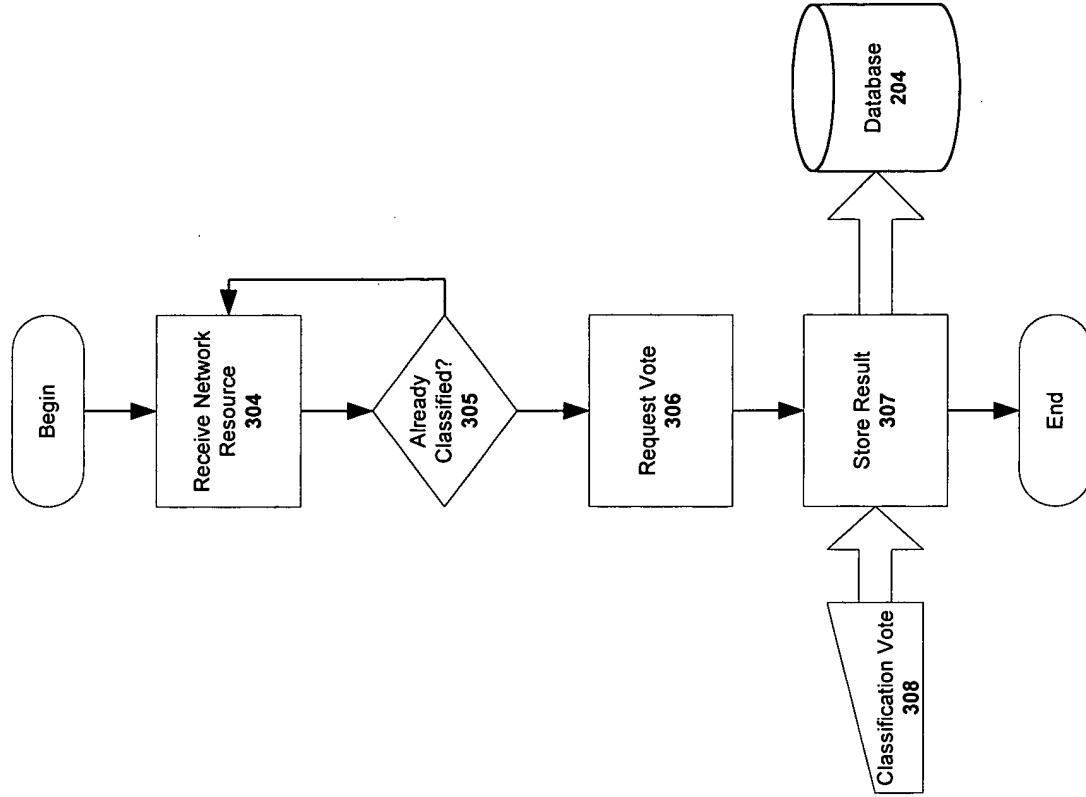 Begin
Receive Network
Resource
304
Already
Classified?
305
Request Vote
306
Classification Vote
308
Store Result
307
Database
204
End